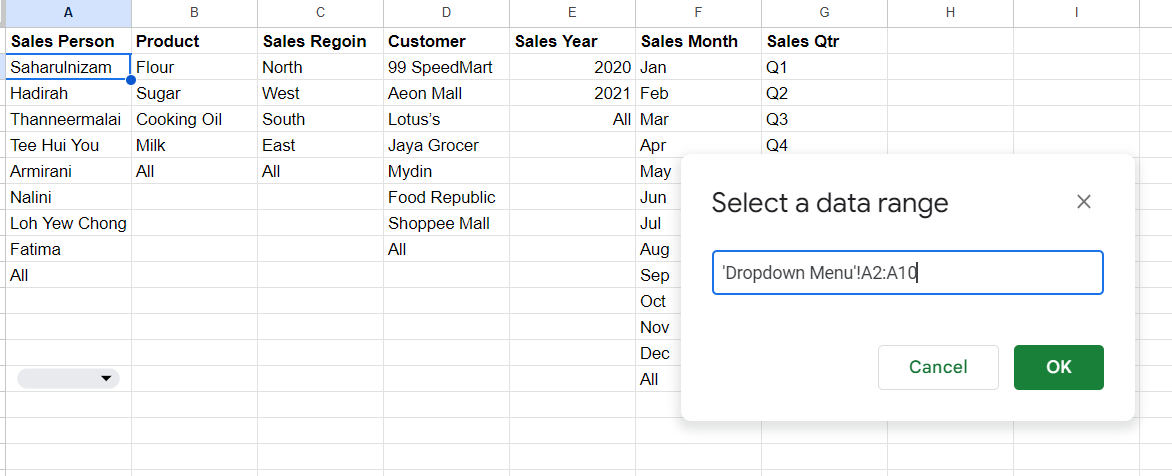 A B C D E F G H I
Sales Person Product Sales Regoin Customer Sales Year Sales Month Sales Qtr
Saharulnizam Flour North 99 SpeedMart 2020 Jan Q1
Hadirah Sugar West Aeon Mall 2021 Feb Q2
Thanneermalai Cooking Oil South Lotus's All Mar Q3
Tee Hui You Milk East Jaya Grocer Apr Q4
Armirani All All Mydin May
Nalini Food Republic Jun
Loh Yew Chong Shoppee Mall Jul
Fatima All Aug
All Sep
Oct
Nov
Dec
All
Select a data range
'Dropdown Menu'!A2:A10
Cancel OK